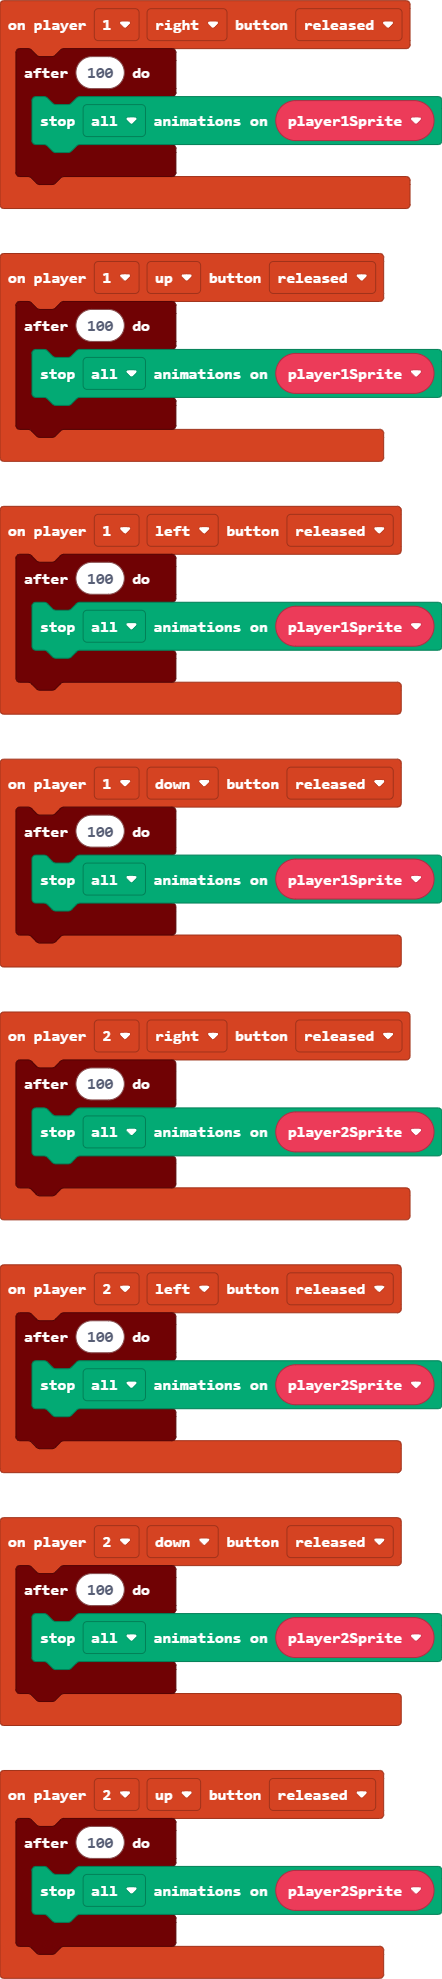 on player 1 right button released
after 100 do
stop all animations on player1Sprite
on player 1 up button released
after 100 do
stop all animations on player1Sprite
on player 1 left button released
after 100 do
stop all animations on player1Sprite
on player 1 down button released
after 100 do
stop all animations on player1Sprite
on player 2 right button released
after 100 do
stop all animations on player2Sprite
on player 2 left button released
after 100 do
stop all animations on player2Sprite
on player 2 down button released
after 100 do
stop all animations on player2Sprite
on player 2 up button released
after 100 do
stop all animations on player2Sprite